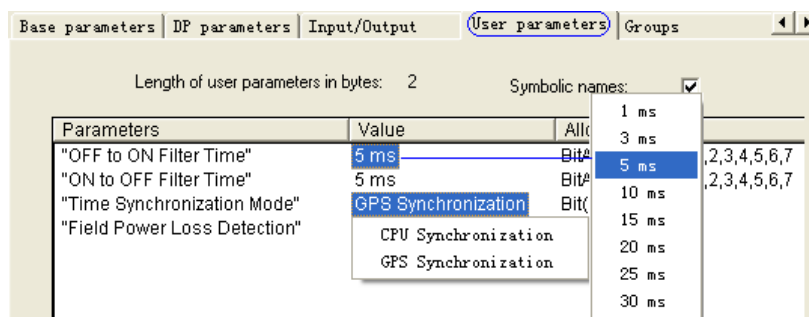 Base parameters DP parameters Input/Output User parameters Groups
Length of user parameters in bytes: 2 Symbolic names:
Parameters Value
"OFF to ON Filter Time" 5 ms ,2,3,4,5,6,7
"ON to OFF Filter Time" 5 ms ,2,3,4,5,6,7
"Time Synchronization Mode" GPS Synchronization Bit(
"Field Power Loss Detection"
CPU Synchronization
GPS Synchronization
1 ms
3 ms
5 ms
10 ms
15 ms
20 ms
25 ms
30 ms